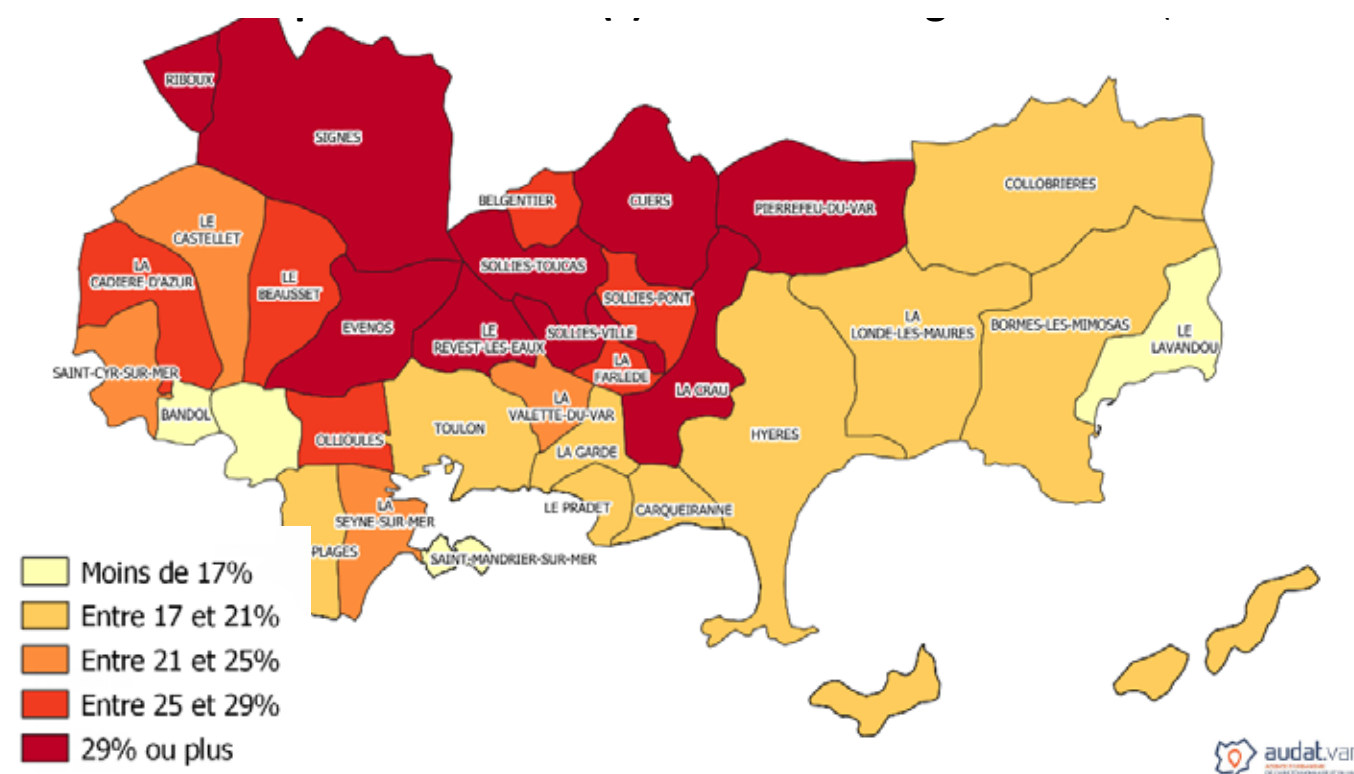 RIBOUX
SIGNES
COLLOBRIERES
BELGENTIER
CUERS
PIERREFEU-DU-VAR
LE
CASTELLET
LA
CADIERE D'AZUR
LE
BEAUSSET
SOLLIES-TOUCAS
SOLLIES-PONT
EVENOS
LE
REVEST-LES-EAUX
SOLLIES-VILLE
LA
LONDE-LES-MAURES
BORMES-LES-MIMOSAS
LE
LAVANDOU
SAINT-CYR-SUR-MER
LA
FARLEDE
LA CRAU
BANDOL
OLLIOULES
TOULON
LA
VALETTE-DU-VAR
HYERES
LA GARDE
LE PRADET
CARQUEIRANNE
LA
SEYNE-SUR-MER
PLAGES
SAINT-MANDRIER-SUR-MER
Moins de 17%
Entre 17 et 21%
Entre 21 et 25%
Entre 25 et 29%
29% ou plus
audat.var